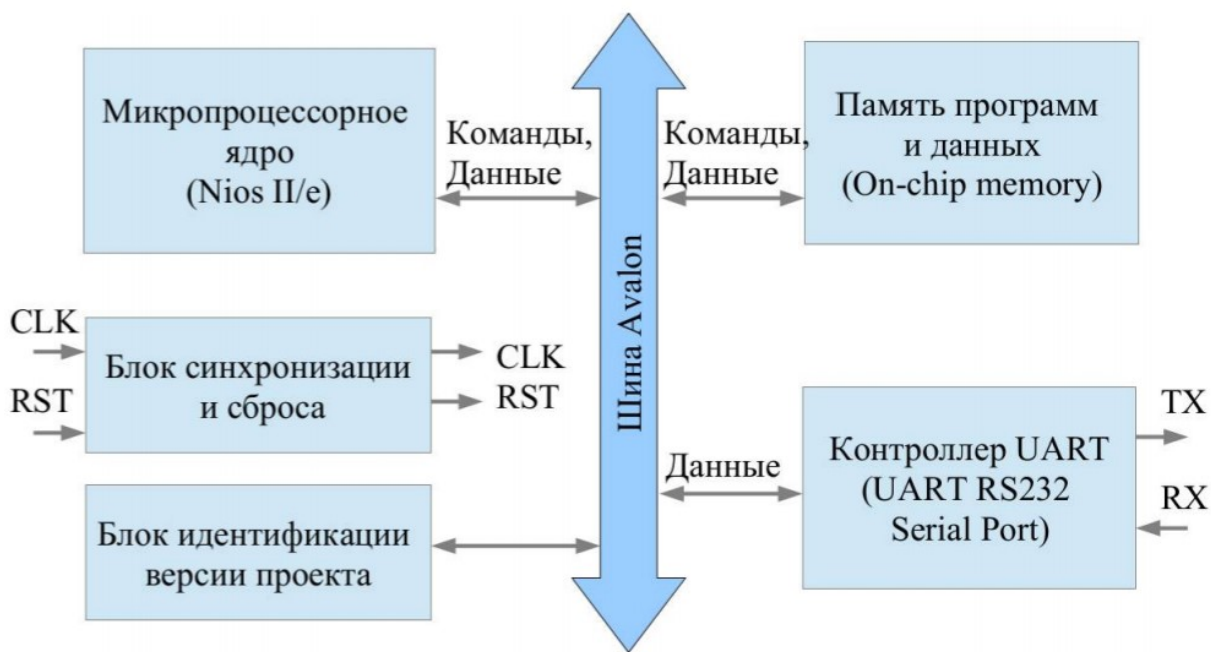 Микропроцессорное
ядро
(Nios II/e)
Команды,
Данные
Шина Avalon
Команды,
Данные
Память программ
и данных
(On-chip memory)
CLK
RST
Блок синхронизации
и сброса
CLK
RST
Блок идентификации
версии проекта
Данные
Контроллер UART
(UART RS232
Serial Port)
TX
RX